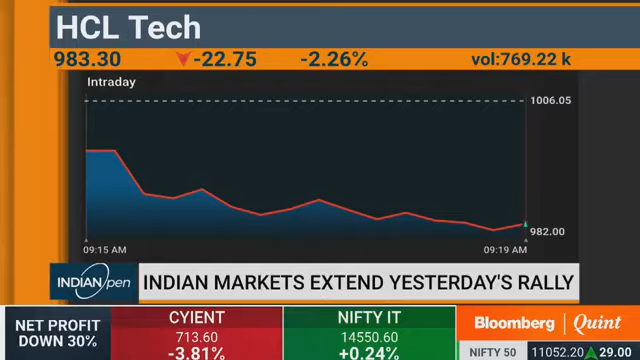 HCL Tech
983.30 -22.75 -2.26% vol:769.22 k
Intraday
1006.05
982.00
09:15 AM 09:19 AM
INDIAN Open
INDIAN MARKETS EXTEND YESTERDAY'S RALLY
NET PROFIT
DOWN 30%
CYIENT
713.60
-3.81%
NIFTY IT
14550.60
+0.24%
Bloomberg | Quint
NIFTY 50 11052.20 29.00